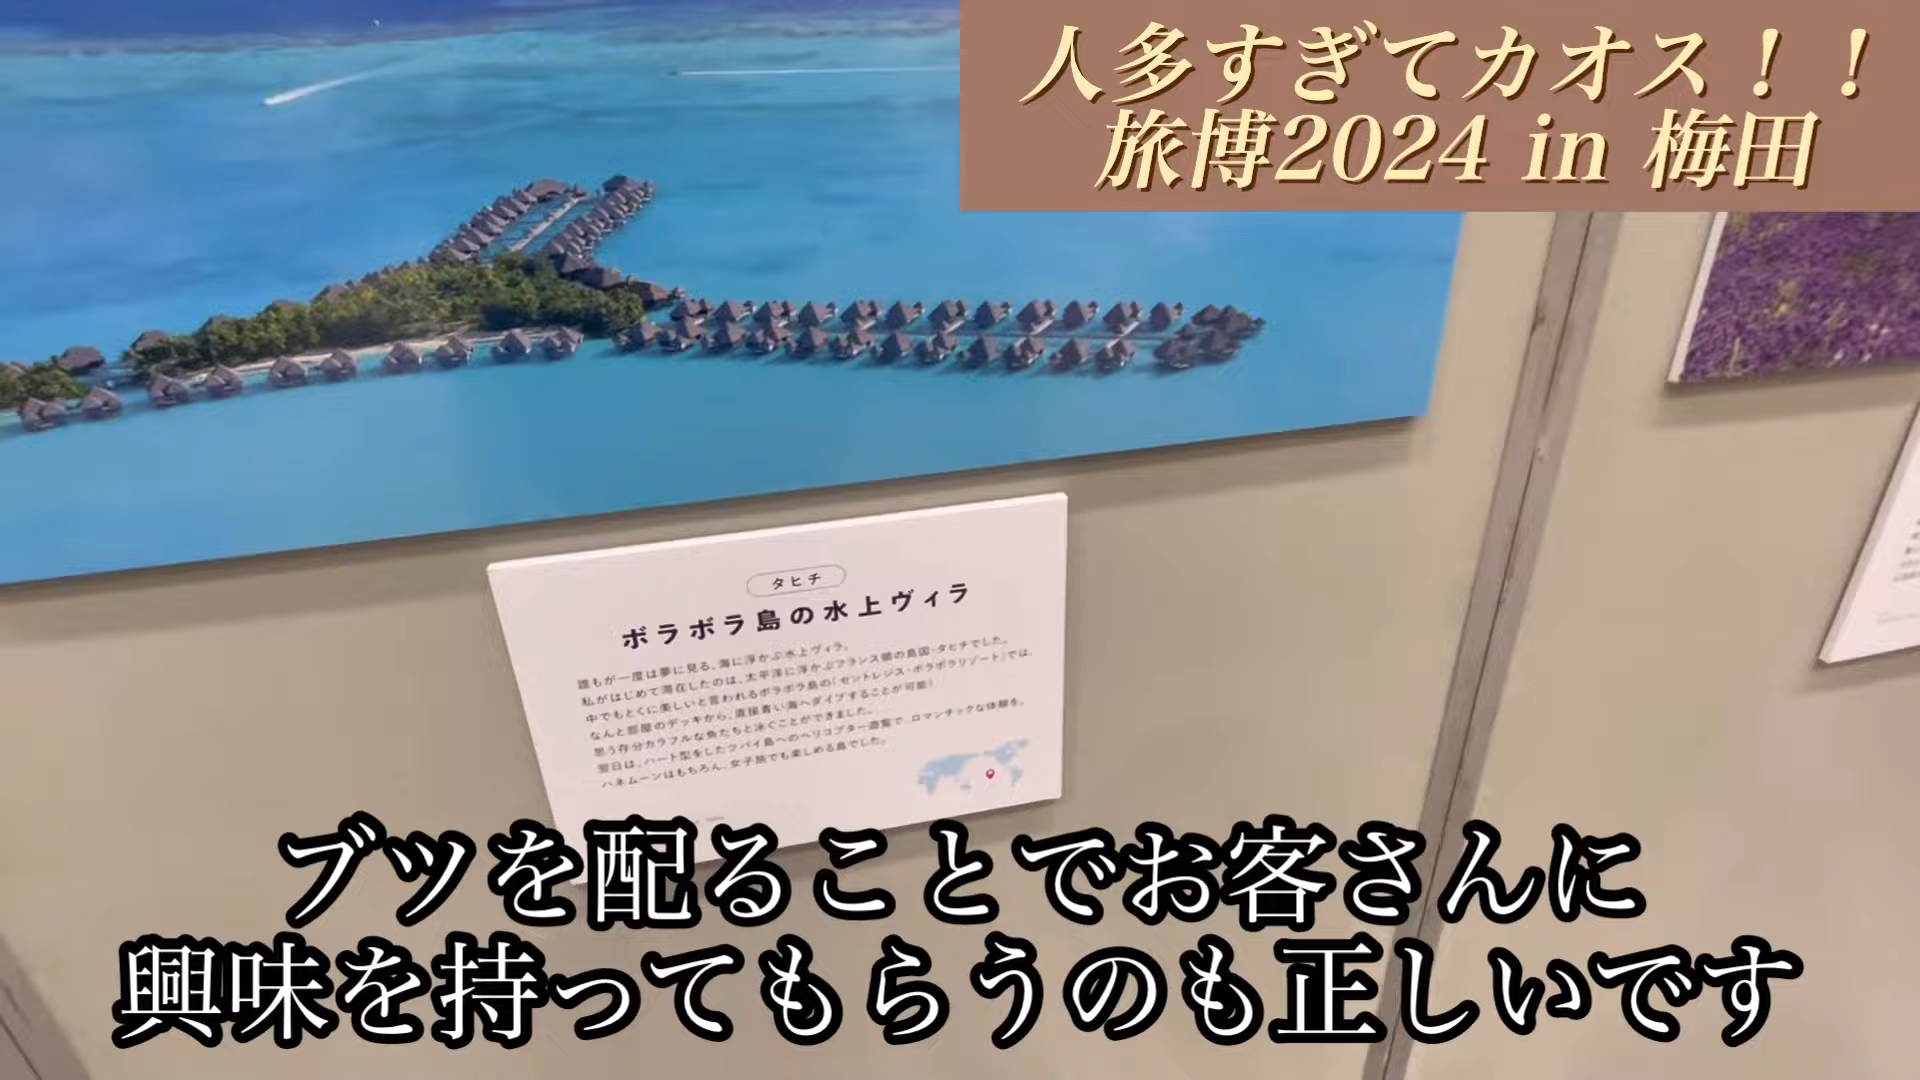 人多すぎてカオス！！
旅博2024 in 梅田
タヒチ
ボラボラ島の水上ヴィラ
誰もが一度は夢に見る、海に浮かぶ水上ヴィラ。
私がはじめて滞在したのは、太平洋に浮かぶフランス領の島国・タヒチでした。
中でもとくに美しいと言われるボラボラ島の「セントレジス・ボラボラリゾート」では、
なんと部屋のデッキから、直接青い海へダイブすることが可能!
思う存分カラフルな魚たちと泳ぐことができました。
翌日は、ハート型をしたツパイ島へのヘリコプター遊覧で、ロマンチックな体験を。
ハネムーンはもちろん、女子旅でも楽しめる島でした。
ブツを配ることでお客さんに
興味を持ってもらうのも正しいです